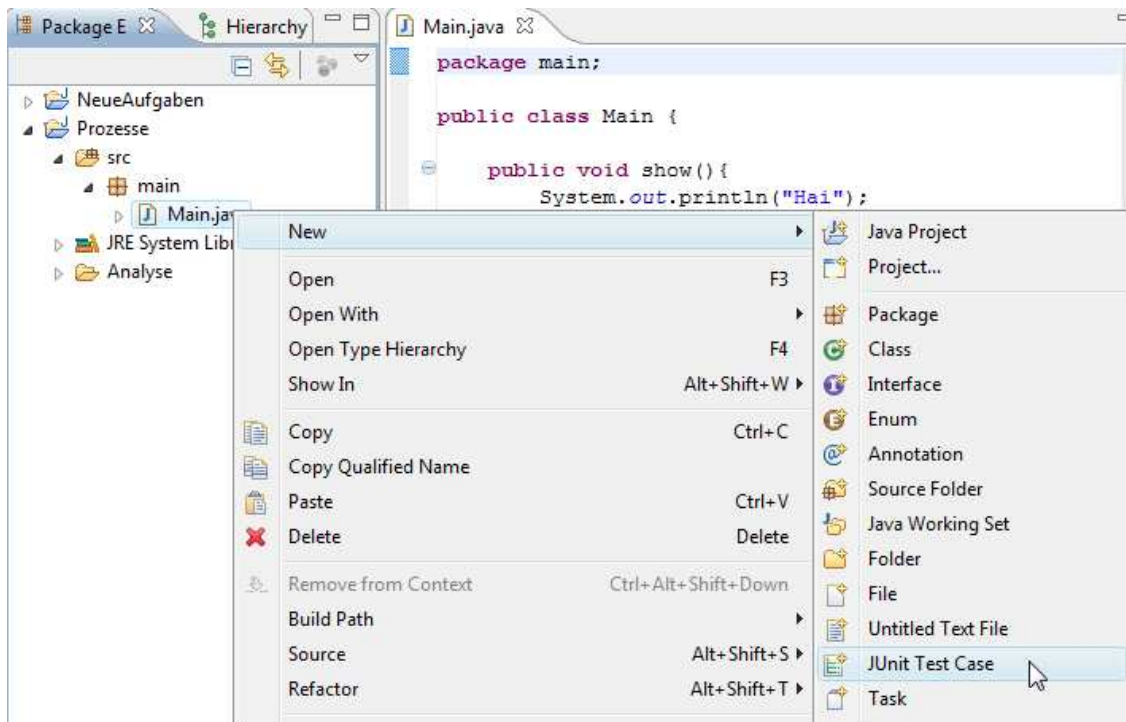 Package E
Hierarchy
Main.java
NeueAufgaben
Prozesse
src
main
Main.jav
JRE System Libr
Analyse
package main;
public class Main {
public void show(){
System.out.println("Hai");
New
Open F3
Open With
Open Type Hierarchy F4
Show In Alt+Shift+W
Copy Ctrl+C
Copy Qualified Name
Paste Ctrl+V
Delete Delete
Remove from Context Ctrl+Alt+Shift+Down
Build Path
Source Alt+Shift+S
Refactor Alt+Shift+T
Java Project
Project...
Package
Class
Interface
Enum
Annotation
Source Folder
Java Working Set
Folder
File
Untitled Text File
JUnit Test Case
Task